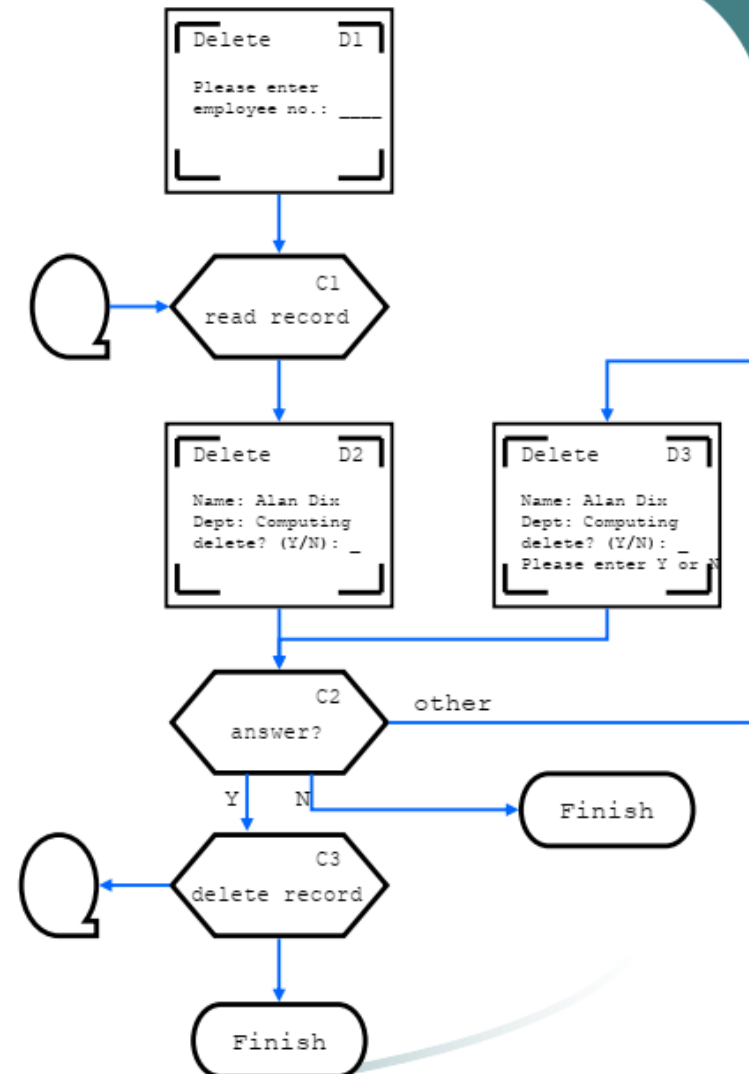 Delete D1
Please enter
employee no.: ____
C1
read record
Delete D2
Name: Alan Dix
Dept: Computing
delete? (Y/N): _
Delete D3
Name: Alan Dix
Dept: Computing
delete? (Y/N): _
Please enter Y or N
C2
answer?
other
Y
N
Finish
C3
delete record
Finish